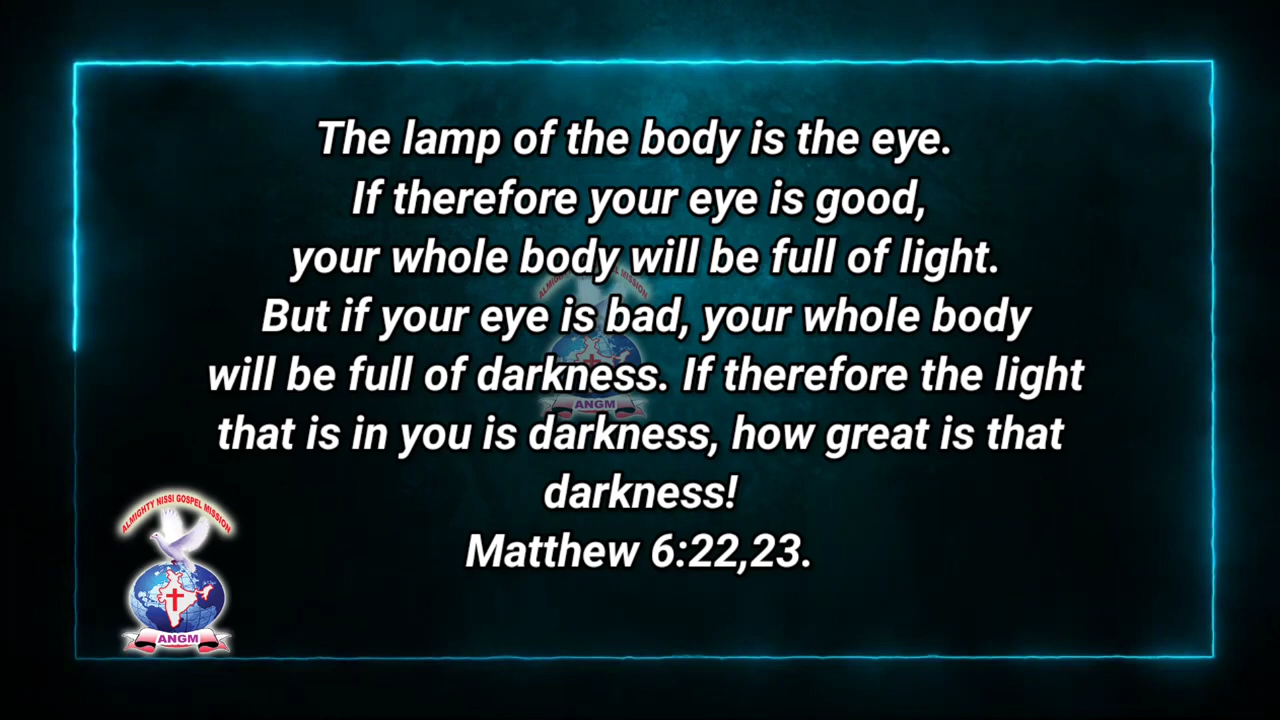 The lamp of the body is the eye.
If therefore your eye is good,
your whole body will be full of light.
But if your eye is bad, your whole body
will be full of darkness. If therefore the light
that is in you is darkness, how great is that
darkness!
Matthew 6:22,23.
ALMIGHTY NISSI GOSPEL MISSION
ANGM
ANGM